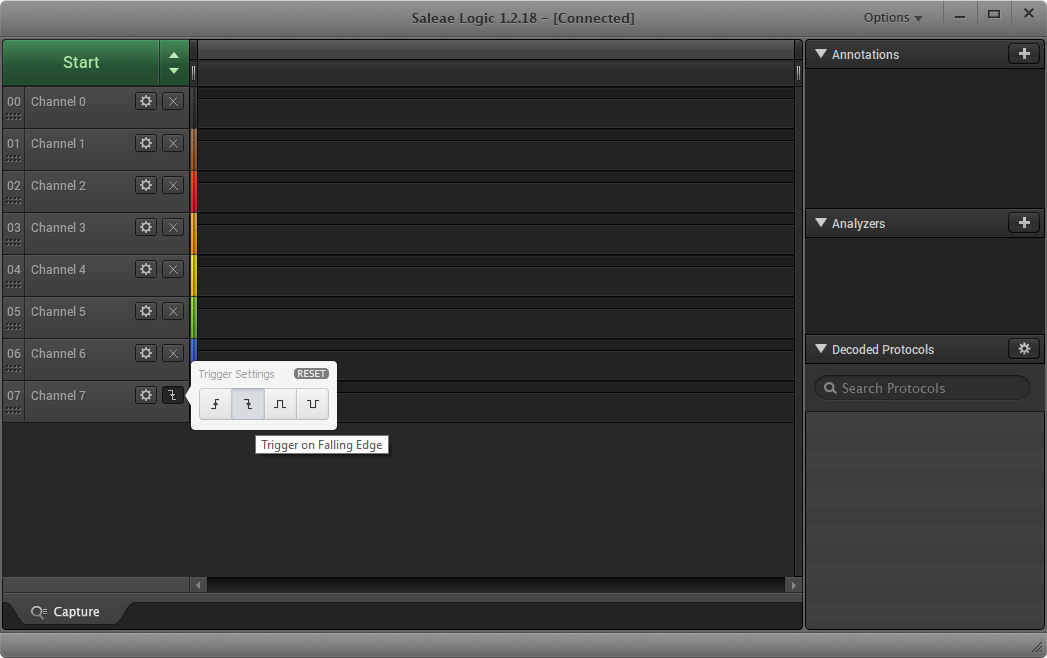 Saleae Logic 1.2.18 - [Connected]
Options
Start
Annotations
00 Channel 0
01 Channel 1
02 Channel 2
03 Channel 3
Analyzers
04 Channel 4
05 Channel 5
06 Channel 6
Decoded Protocols
Trigger Settings RESET
07 Channel 7
Search Protocols
Trigger on Falling Edge
Capture